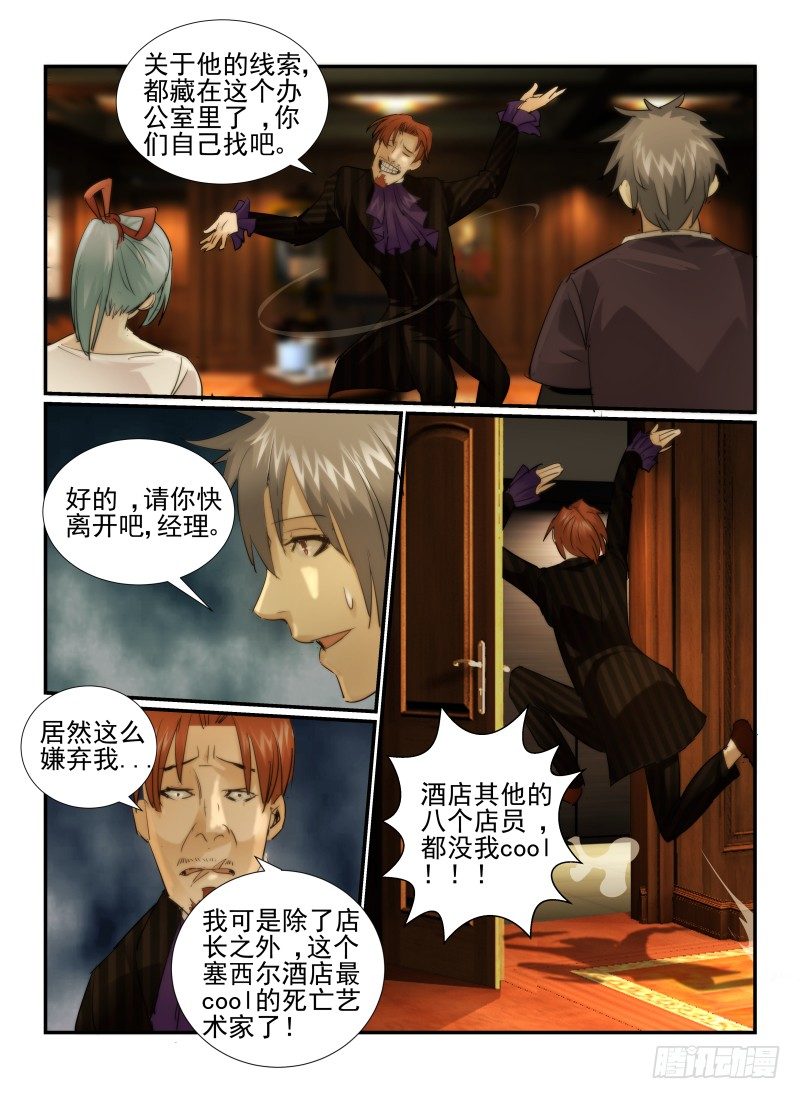 关于他的线索,
都藏在这个办
公室里了,你
们自己找吧。
好的,请你快
离开吧,经理。
居然这么
嫌弃我...
我可是除了店
长之外,这个
塞西尔酒店最
cool的死亡艺
术家了!
酒店其他的
八个店员,
都没我cool
!!!
腾讯动漫